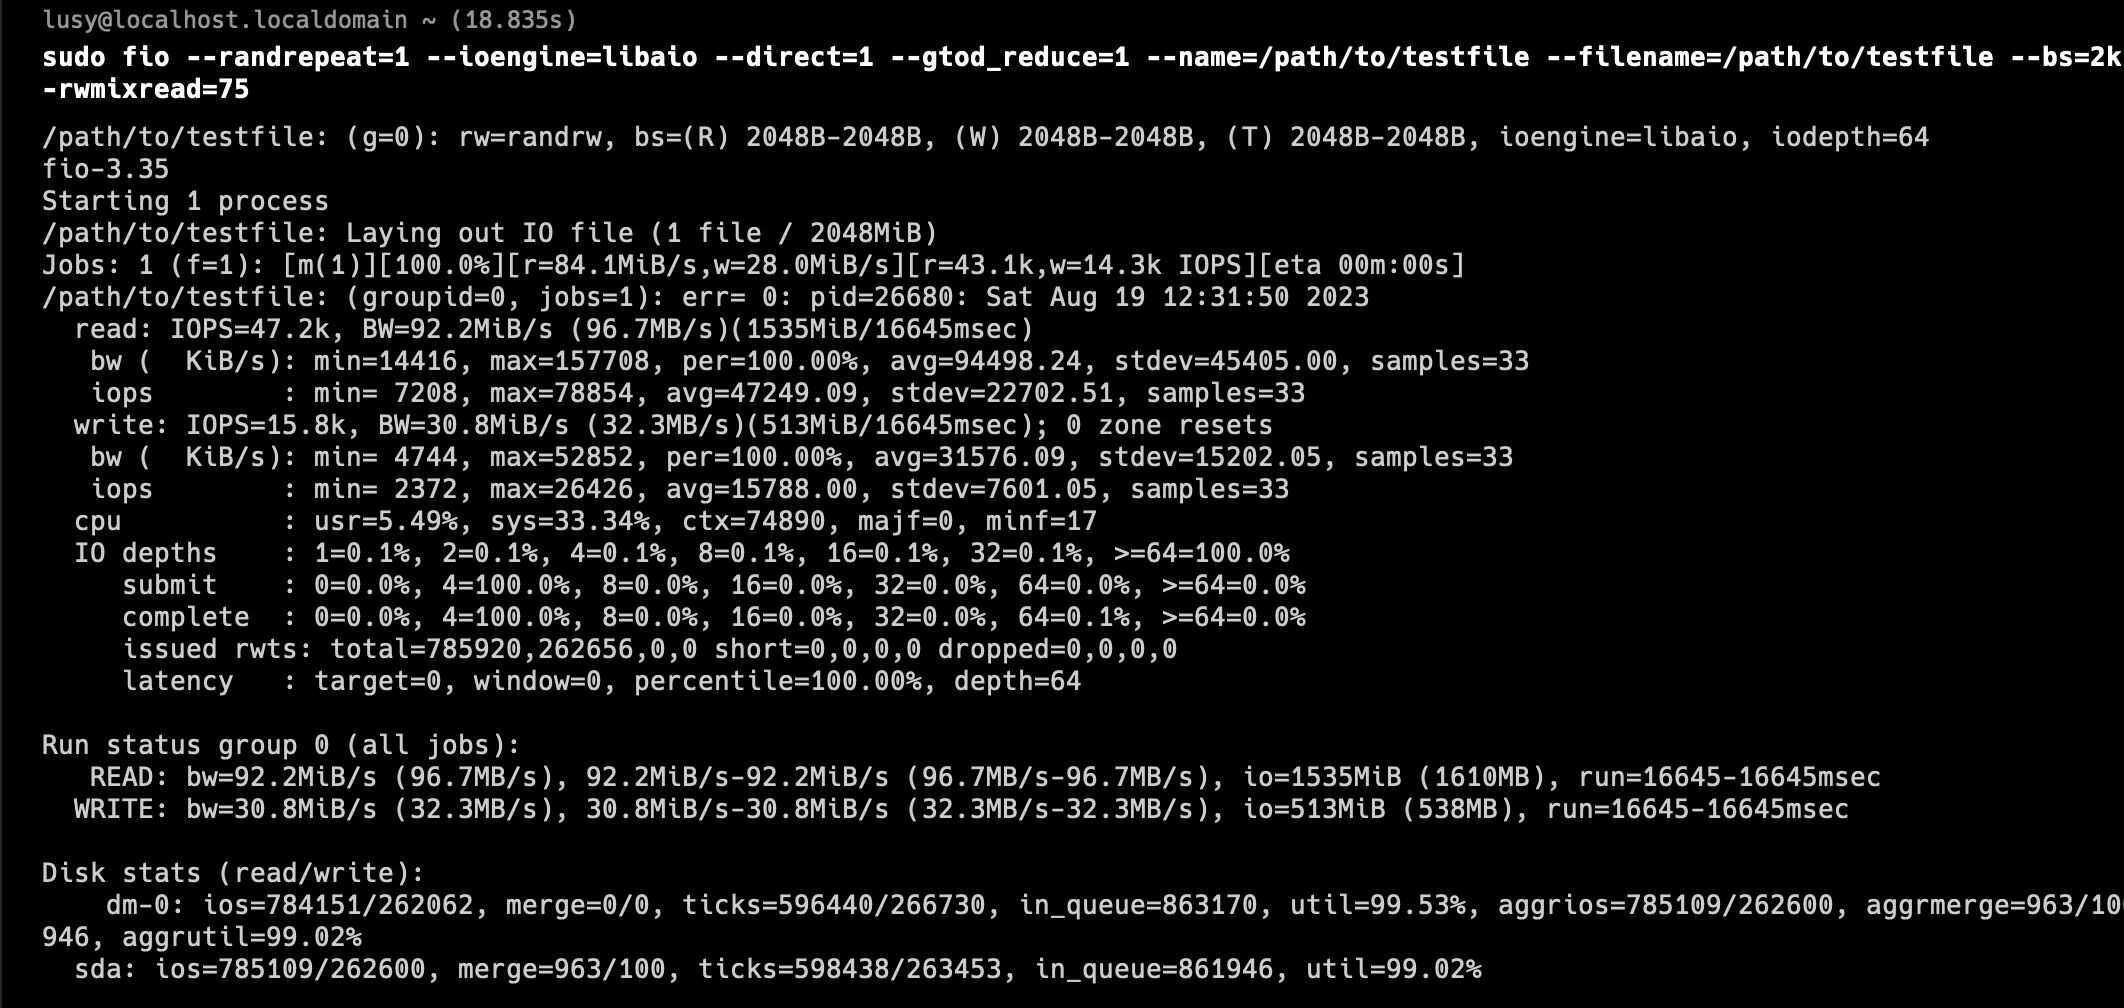 lusy@localhost.localdomain ~ (18.835s)
sudo fio --randrepeat=1 --ioengine=libaio --direct=1 --gtod_reduce=1 --name=/path/to/testfile --filename=/path/to/testfile --bs=2k
-rwmixread=75
/path/to/testfile: (g=0): rw=randrw, bs=(R) 2048B-2048B, (W) 2048B-2048B, (T) 2048B-2048B, ioengine=libaio, iodepth=64
fio-3.35
Starting 1 process
/path/to/testfile: Laying out IO file (1 file / 2048MiB)
Jobs: 1 (f=1): [m(1)][100.0%][r=84.1MiB/s,w=28.0MiB/s][r=43.1k,w=14.3k IOPS][eta 00m:00s]
/path/to/testfile: (groupid=0, jobs=1): err= 0: pid=26680: Sat Aug 19 12:31:50 2023
  read: IOPS=47.2k, BW=92.2MiB/s (96.7MB/s)(1535MiB/16645msec)
   bw (  KiB/s): min=14416, max=157708, per=100.00%, avg=94498.24, stdev=45405.00, samples=33
   iops        : min= 7208, max=78854, avg=47249.09, stdev=22702.51, samples=33
  write: IOPS=15.8k, BW=30.8MiB/s (32.3MB/s)(513MiB/16645msec); 0 zone resets
   bw (  KiB/s): min= 4744, max=52852, per=100.00%, avg=31576.09, stdev=15202.05, samples=33
   iops        : min= 2372, max=26426, avg=15788.00, stdev=7601.05, samples=33
  cpu          : usr=5.49%, sys=33.34%, ctx=74890, majf=0, minf=17
  IO depths    : 1=0.1%, 2=0.1%, 4=0.1%, 8=0.1%, 16=0.1%, 32=0.1%, >=64=100.0%
     submit    : 0=0.0%, 4=100.0%, 8=0.0%, 16=0.0%, 32=0.0%, 64=0.0%, >=64=0.0%
     complete  : 0=0.0%, 4=100.0%, 8=0.0%, 16=0.0%, 32=0.0%, 64=0.1%, >=64=0.0%
     issued rwts: total=785920,262656,0,0 short=0,0,0,0 dropped=0,0,0,0
     latency   : target=0, window=0, percentile=100.00%, depth=64
Run status group 0 (all jobs):
   READ: bw=92.2MiB/s (96.7MB/s), 92.2MiB/s-92.2MiB/s (96.7MB/s-96.7MB/s), io=1535MiB (1610MB), run=16645-16645msec
  WRITE: bw=30.8MiB/s (32.3MB/s), 30.8MiB/s-30.8MiB/s (32.3MB/s-32.3MB/s), io=513MiB (538MB), run=16645-16645msec
Disk stats (read/write):
    dm-0: ios=784151/262062, merge=0/0, ticks=596440/266730, in_queue=863170, util=99.53%, aggrios=785109/262600, aggrmerge=963/10
946, aggrutil=99.02%
  sda: ios=785109/262600, merge=963/100, ticks=598438/263453, in_queue=861946, util=99.02%